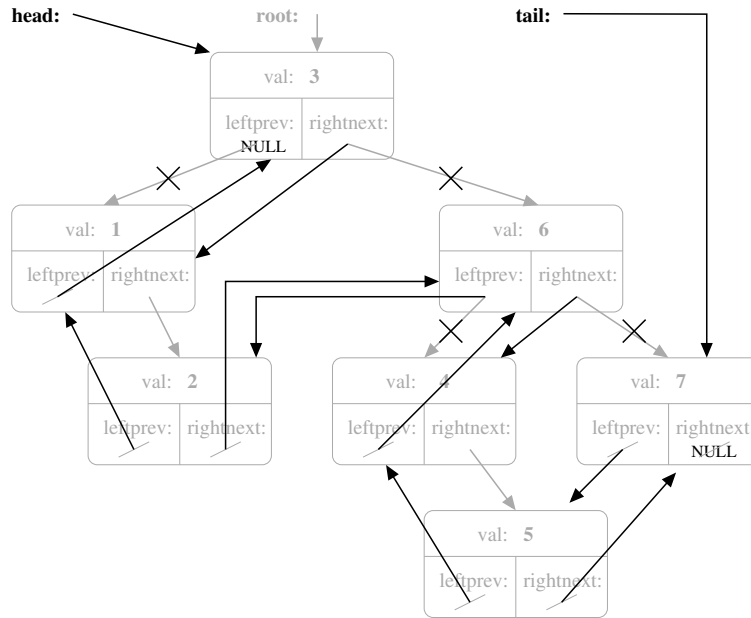 head: root: tail:
val: 3
leftprev: rightnext:
NULL
val: 1
leftprev: rightnext:
val: 6
leftprev: rightnext:
val: 2
leftprev: rightnext:
val: 4
leftprev: rightnext:
val: 7
leftprev: rightnext:
NULL
val: 5
leftprev: rightnext: